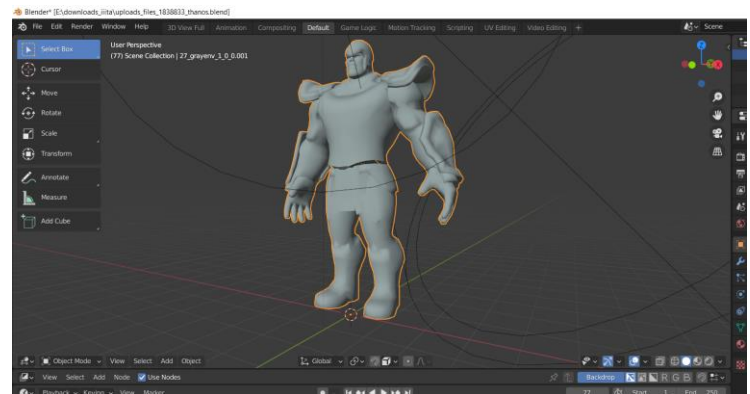 Blender* [E:\downloads_iiita\uploads_files_1838833_thanos.blend]
File Edit Render Window Help 3D View Full Animation Compositing Default Game Logic Motion Tracking Scripting UV Editing Video Editing + Scene
Select Box
User Perspective
(77) Scene Collection | 27_grayenv_1_0_0.001
Cursor
Move
Rotate
Scale
Transform
Annotate
Measure
Add Cube
Z
Y
X
Object Mode View Select Add Object Global
View Select Add Node Use Nodes Backdrop R G B
Playback Keying View Marker 77 Start 1 End 250